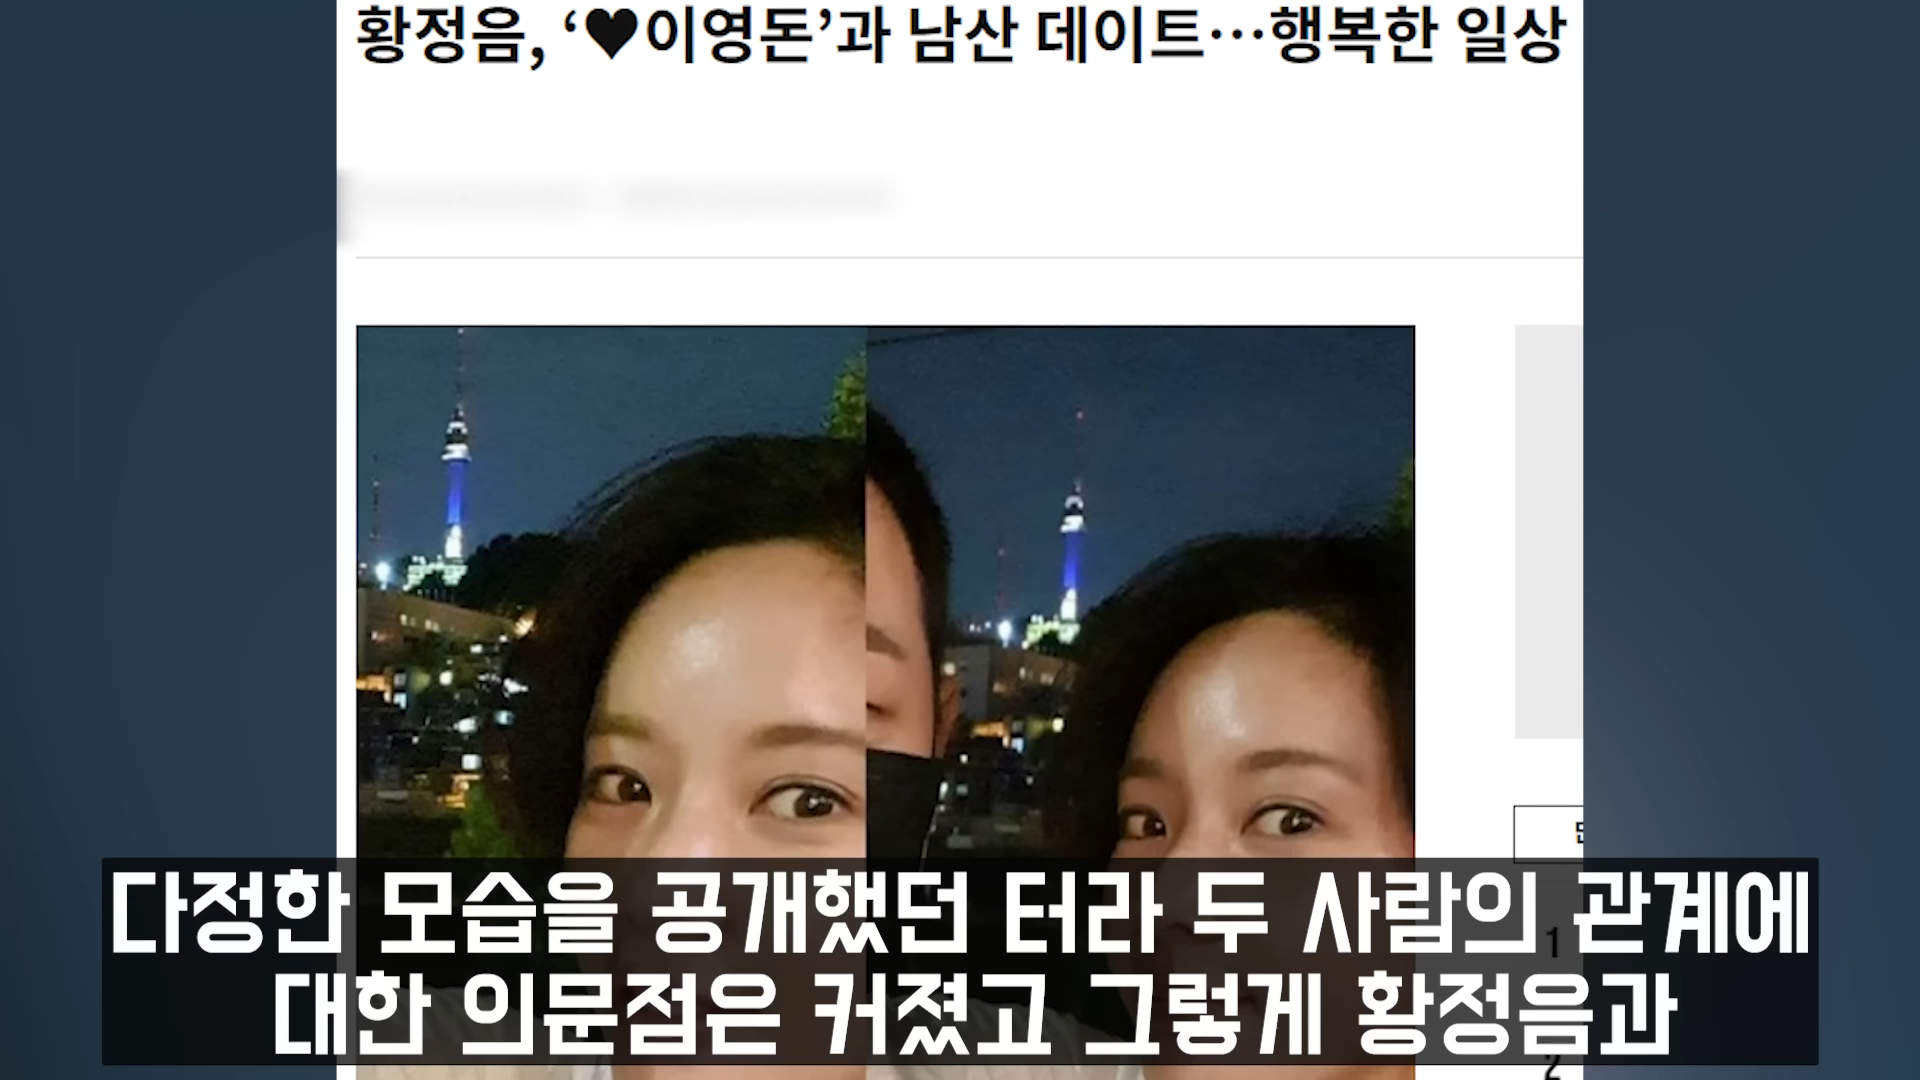 황정음, ‘♥이영돈’과 남산 데이트…행복한 일상
다정한 모습을 공개했던 터라 두 사람의 관계에
대한 의문점은 커졌고 그렇게 황정음과
1
2